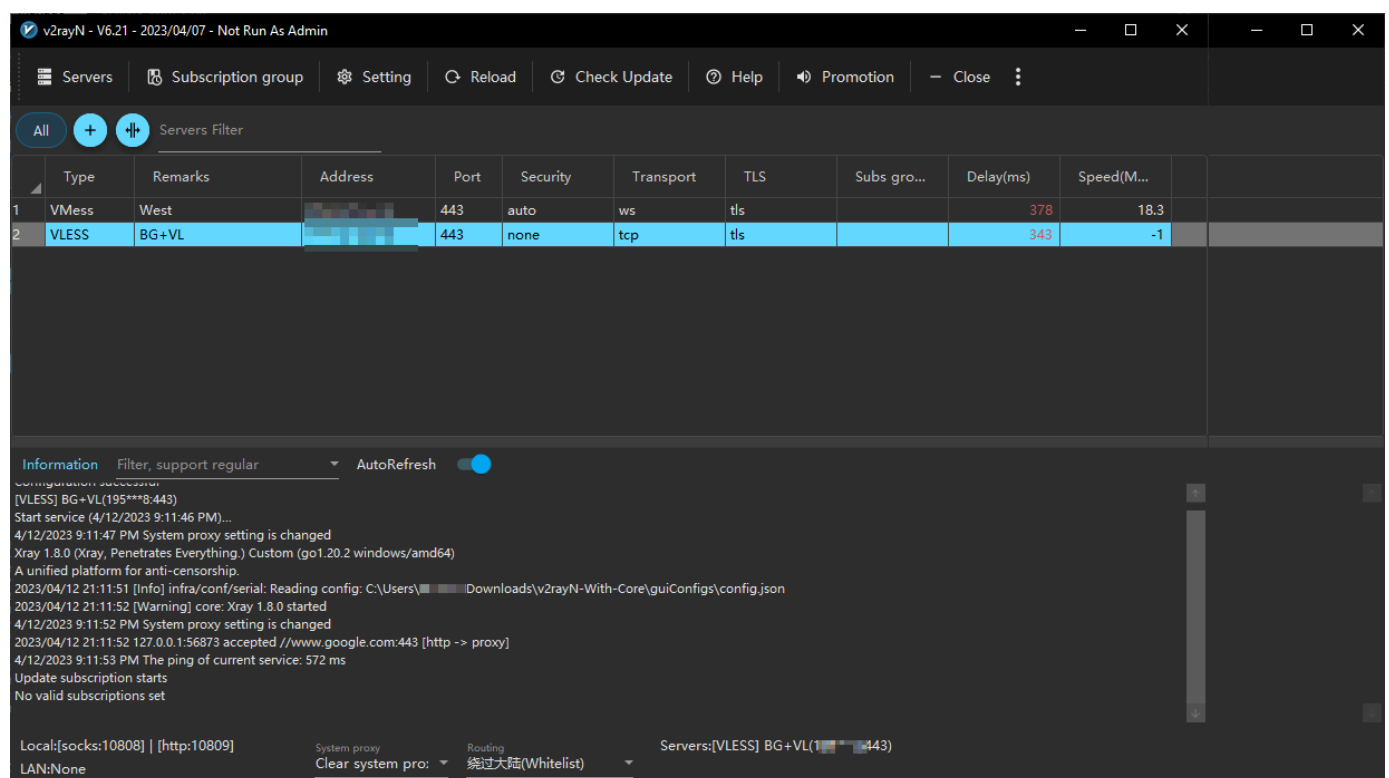 v2rayN - V6.21 - 2023/04/07 - Not Run As Admin
Servers Subscription group Setting Reload Check Update Help Promotion Close
All Servers Filter
Type Remarks Address Port Security Transport TLS Subs gro... Delay(ms) Speed(M...
1 VMess West 443 auto ws tls 378 18.3
2 VLESS BG+VL 443 none tcp tls 343 -1
Information Filter, support regular AutoRefresh
Configuration successful
[VLESS] BG+VL(195***8:443)
Start service (4/12/2023 9:11:46 PM)...
4/12/2023 9:11:47 PM System proxy setting is changed
Xray 1.8.0 (Xray, Penetrates Everything.) Custom (go1.20.2 windows/amd64)
A unified platform for anti-censorship.
2023/04/12 21:11:51 [Info] infra/conf/serial: Reading config: C:\Users\ Downloads\v2rayN-With-Core\guiConfigs\config.json
2023/04/12 21:11:52 [Warning] core: Xray 1.8.0 started
4/12/2023 9:11:52 PM System proxy setting is changed
2023/04/12 21:11:52 127.0.0.1:56873 accepted //www.google.com:443 [http -> proxy]
4/12/2023 9:11:53 PM The ping of current service: 572 ms
Update subscription starts
No valid subscriptions set
Local:[socks:10808] | [http:10809]
LAN:None
System proxy
Clear system pro:
Routing
绕过大陆(Whitelist)
Servers:[VLESS] BG+VL(1 443)